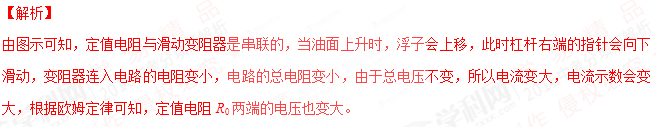 【解析】
由图示可知，定值电阻与滑动变阻器是串联的，当油面上升时，浮子会上移，此时杠杆右端的指针会向下
滑动，变阻器连入电路的电阻变小，电路的总电阻变小，由于总电压不变，所以电流变大，电流示数会变
大，根据欧姆定律可知，定值电阻 R₀ 两端的电压也变大。